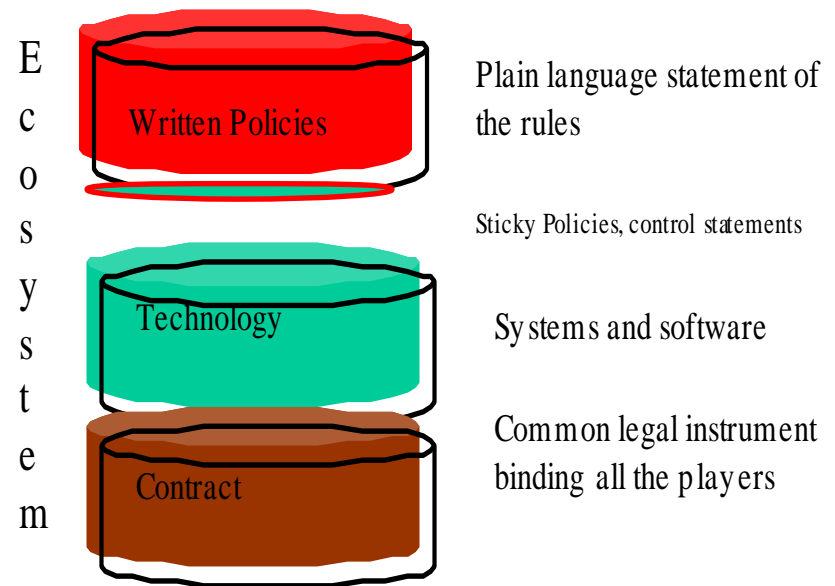 Ecosystem
Written Policies
Plain language statement of
the rules
Sticky Policies, control statements
Technology
Systems and software
Contract
Common legal instrument
binding all the players